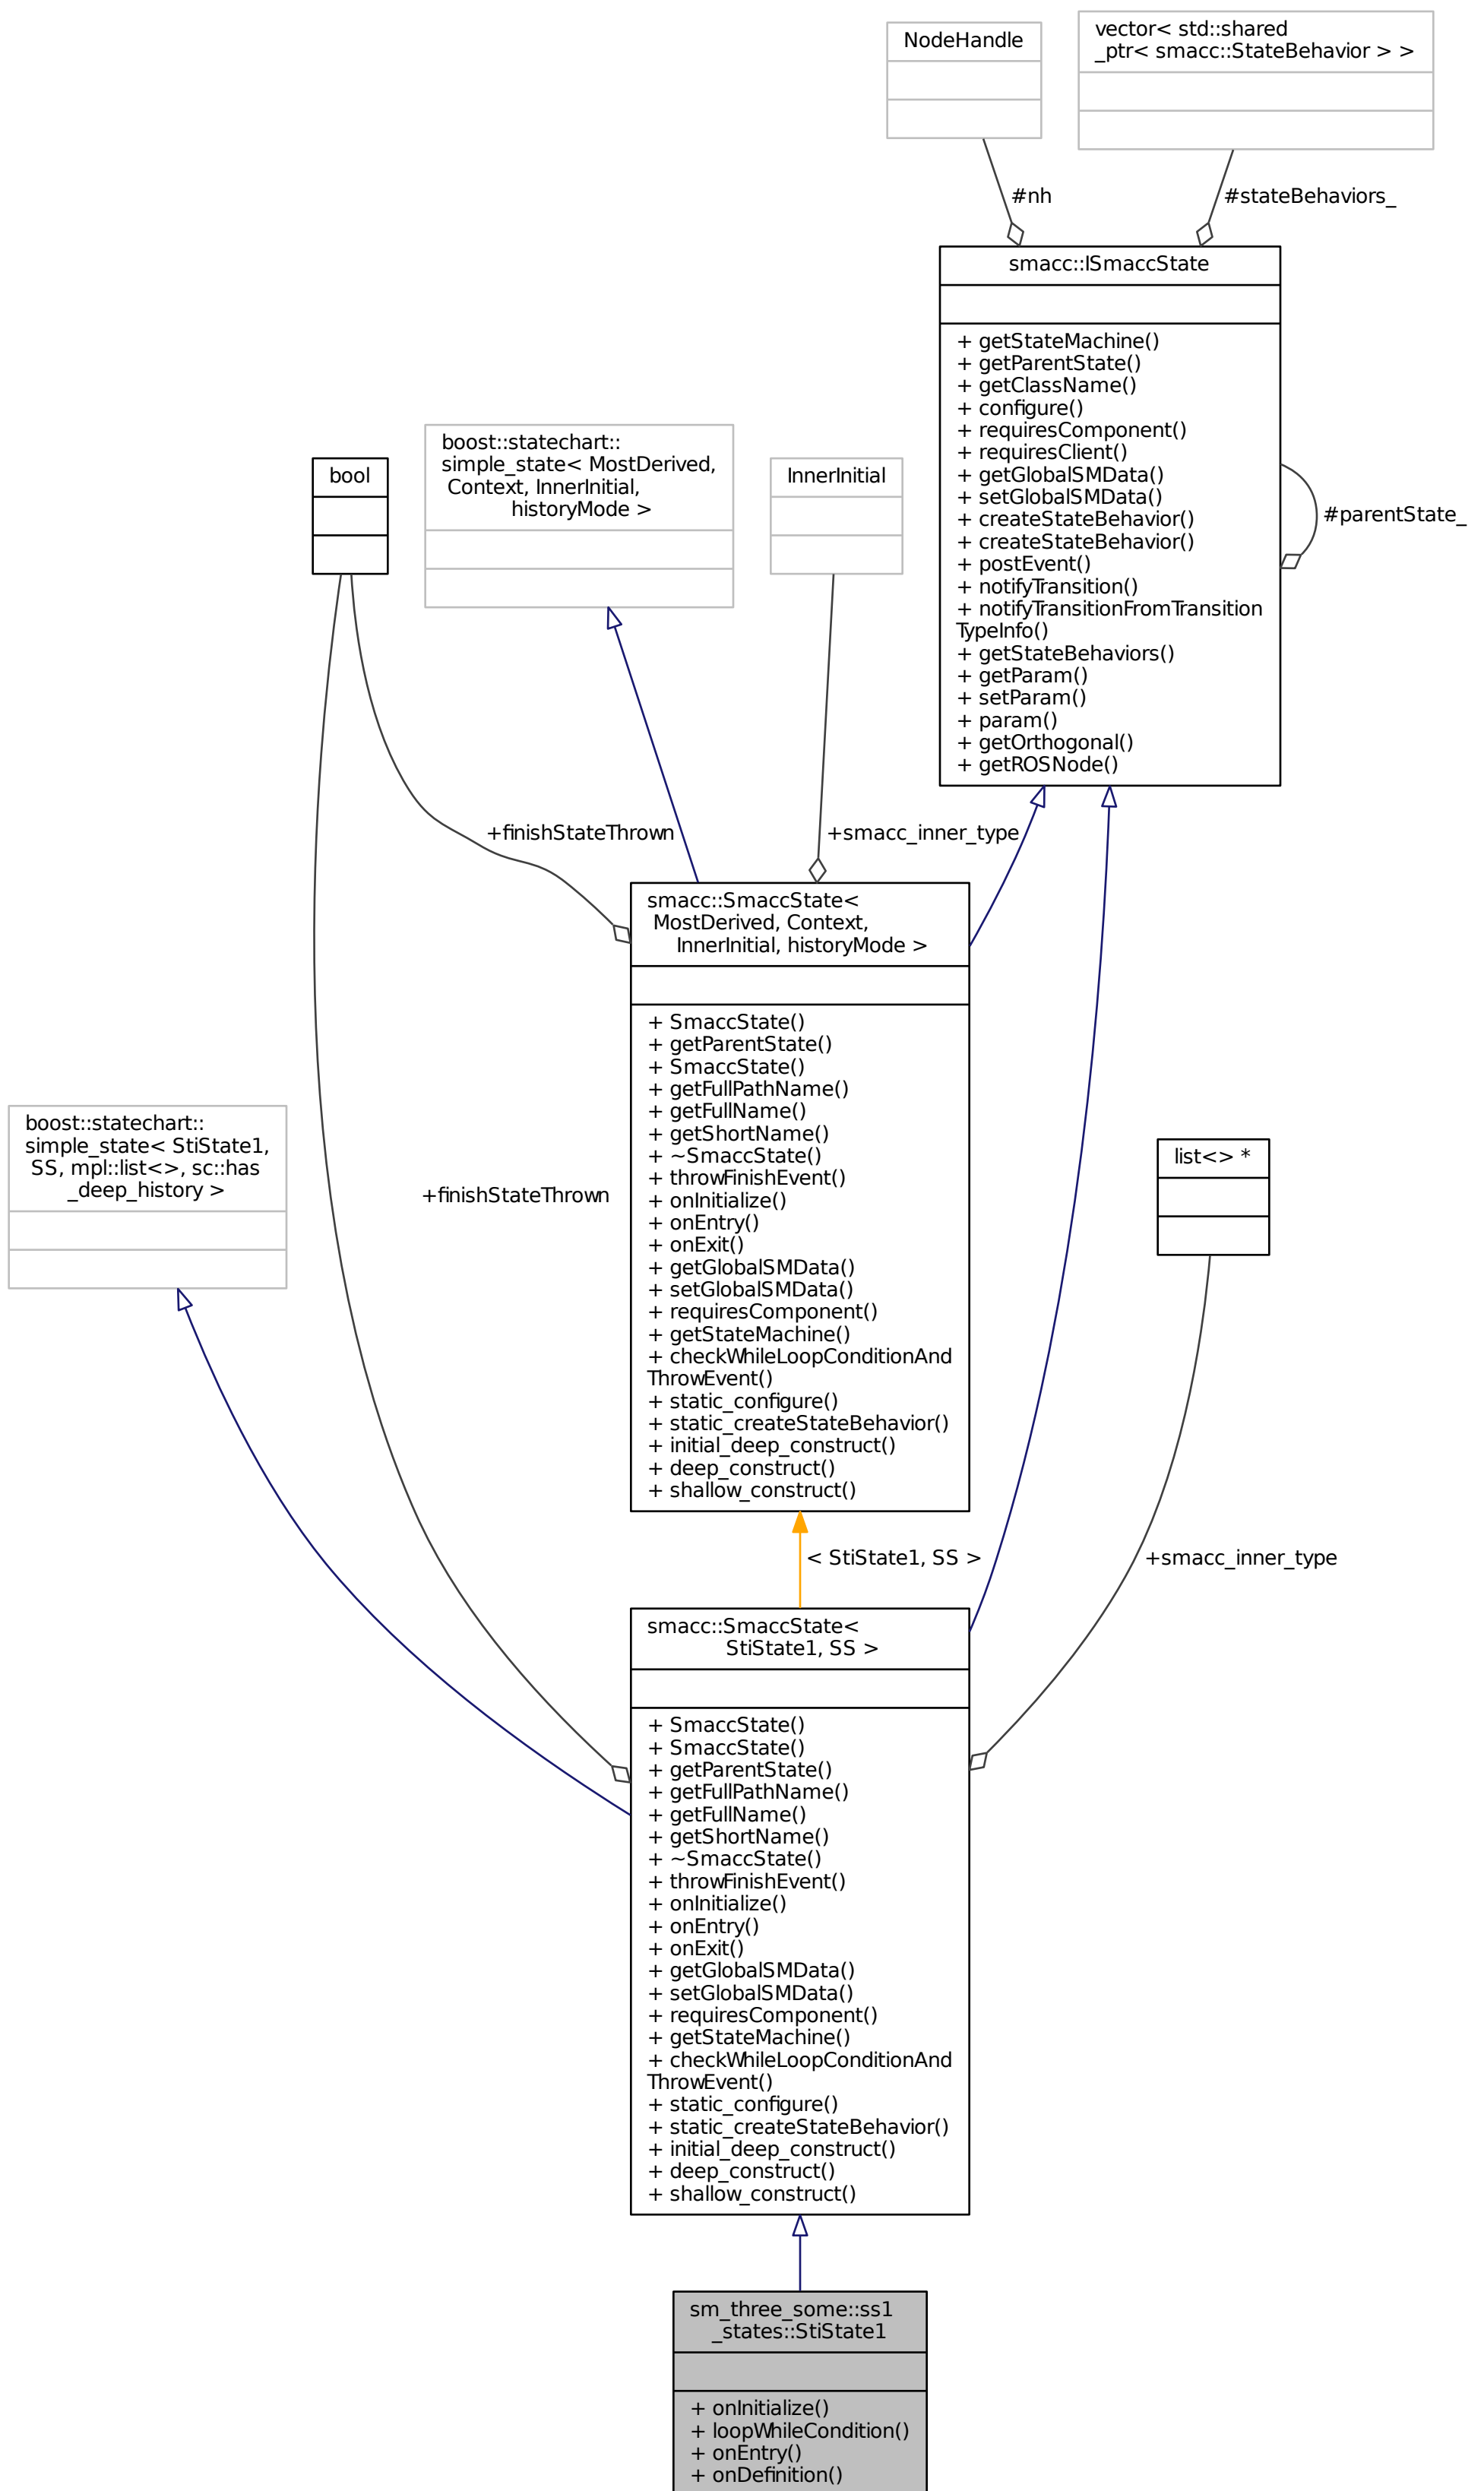 NodeHandle
vector< std::shared
_ptr< smacc::StateBehavior > >
#nh
#stateBehaviors_
smacc::ISmaccState
+ getStateMachine()
+ getParentState()
+ getClassName()
+ configure()
+ requiresComponent()
+ requiresClient()
+ getGlobalSMData()
+ setGlobalSMData()
+ createStateBehavior()
+ createStateBehavior()
+ postEvent()
+ notifyTransition()
+ notifyTransitionFromTransition
TypeInfo()
+ getStateBehaviors()
+ getParam()
+ setParam()
+ param()
+ getOrthogonal()
+ getROSNode()
#parentState_
bool
boost::statechart::
simple_state< MostDerived,
Context, InnerInitial,
historyMode >
InnerInitial
+finishStateThrown
+smacc_inner_type
smacc::SmaccState<
MostDerived, Context,
InnerInitial, historyMode >
+ SmaccState()
+ getParentState()
+ SmaccState()
+ getFullPathName()
+ getFullName()
+ getShortName()
+ ~SmaccState()
+ throwFinishEvent()
+ onInitialize()
+ onEntry()
+ onExit()
+ getGlobalSMData()
+ setGlobalSMData()
+ requiresComponent()
+ getStateMachine()
+ checkWhileLoopConditionAnd
ThrowEvent()
+ static_configure()
+ static_createStateBehavior()
+ initial_deep_construct()
+ deep_construct()
+ shallow_construct()
boost::statechart::
simple_state< StiState1,
SS, mpl::list<>, sc::has
_deep_history >
+finishStateThrown
list<> *
< StiState1, SS >
+smacc_inner_type
smacc::SmaccState<
StiState1, SS >
+ SmaccState()
+ SmaccState()
+ getParentState()
+ getFullPathName()
+ getFullName()
+ getShortName()
+ ~SmaccState()
+ throwFinishEvent()
+ onInitialize()
+ onEntry()
+ onExit()
+ getGlobalSMData()
+ setGlobalSMData()
+ requiresComponent()
+ getStateMachine()
+ checkWhileLoopConditionAnd
ThrowEvent()
+ static_configure()
+ static_createStateBehavior()
+ initial_deep_construct()
+ deep_construct()
+ shallow_construct()
sm_three_some::ss1
_states::StiState1
+ onInitialize()
+ loopWhileCondition()
+ onEntry()
+ onDefinition()